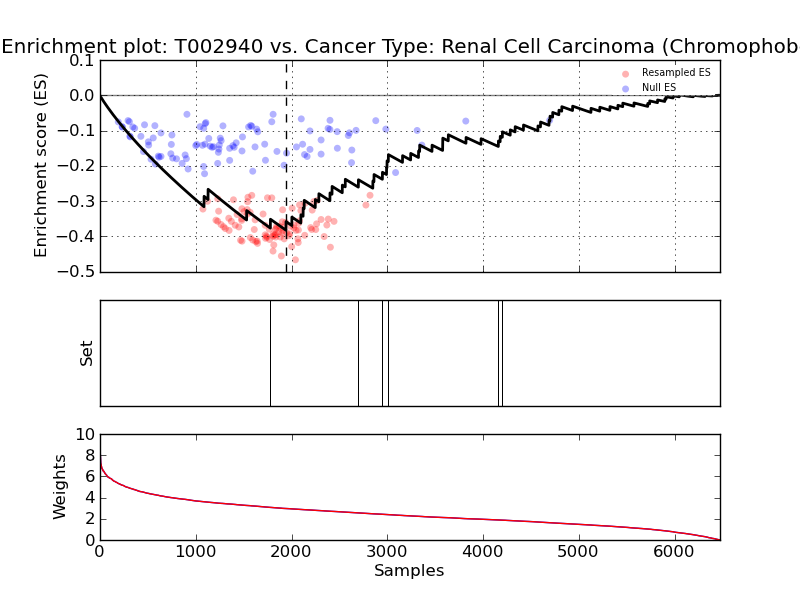 Enrichment plot: T002940 vs. Cancer Type: Renal Cell Carcinoma (Chromophob
0.1
0.0
−0.1
−0.2
−0.3
−0.4
−0.5
Enrichment score (ES)
Resampled ES
Null ES
Set
10
8
6
4
2
0
Weights
0 1000 2000 3000 4000 5000 6000
Samples